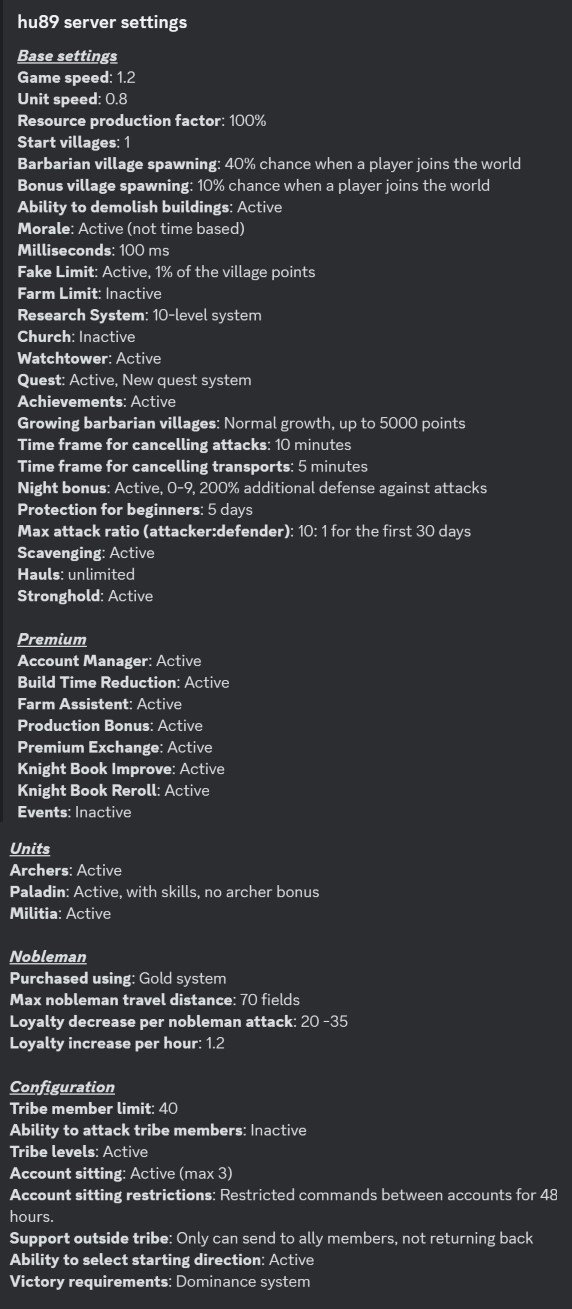 hu89 server settings
Base settings
Game speed: 1.2
Unit speed: 0.8
Resource production factor: 100%
Start villages: 1
Barbarian village spawning: 40% chance when a player joins the world
Bonus village spawning: 10% chance when a player joins the world
Ability to demolish buildings: Active
Morale: Active (not time based)
Milliseconds: 100 ms
Fake Limit: Active, 1% of the village points
Farm Limit: Inactive
Research System: 10-level system
Church: Inactive
Watchtower: Active
Quest: Active, New quest system
Achievements: Active
Growing barbarian villages: Normal growth, up to 5000 points
Time frame for cancelling attacks: 10 minutes
Time frame for cancelling transports: 5 minutes
Night bonus: Active, 0-9, 200% additional defense against attacks
Protection for beginners: 5 days
Max attack ratio (attacker:defender): 10: 1 for the first 30 days
Scavenging: Active
Hauls: unlimited
Stronghold: Active
Premium
Account Manager: Active
Build Time Reduction: Active
Farm Assistent: Active
Production Bonus: Active
Premium Exchange: Active
Knight Book Improve: Active
Knight Book Reroll: Active
Events: Inactive
Units
Archers: Active
Paladin: Active, with skills, no archer bonus
Militia: Active
Nobleman
Purchased using: Gold system
Max nobleman travel distance: 70 fields
Loyalty decrease per nobleman attack: 20 -35
Loyalty increase per hour: 1.2
Configuration
Tribe member limit: 40
Ability to attack tribe members: Inactive
Tribe levels: Active
Account sitting: Active (max 3)
Account sitting restrictions: Restricted commands between accounts for 48
hours.
Support outside tribe: Only can send to ally members, not returning back
Ability to select starting direction: Active
Victory requirements: Dominance system